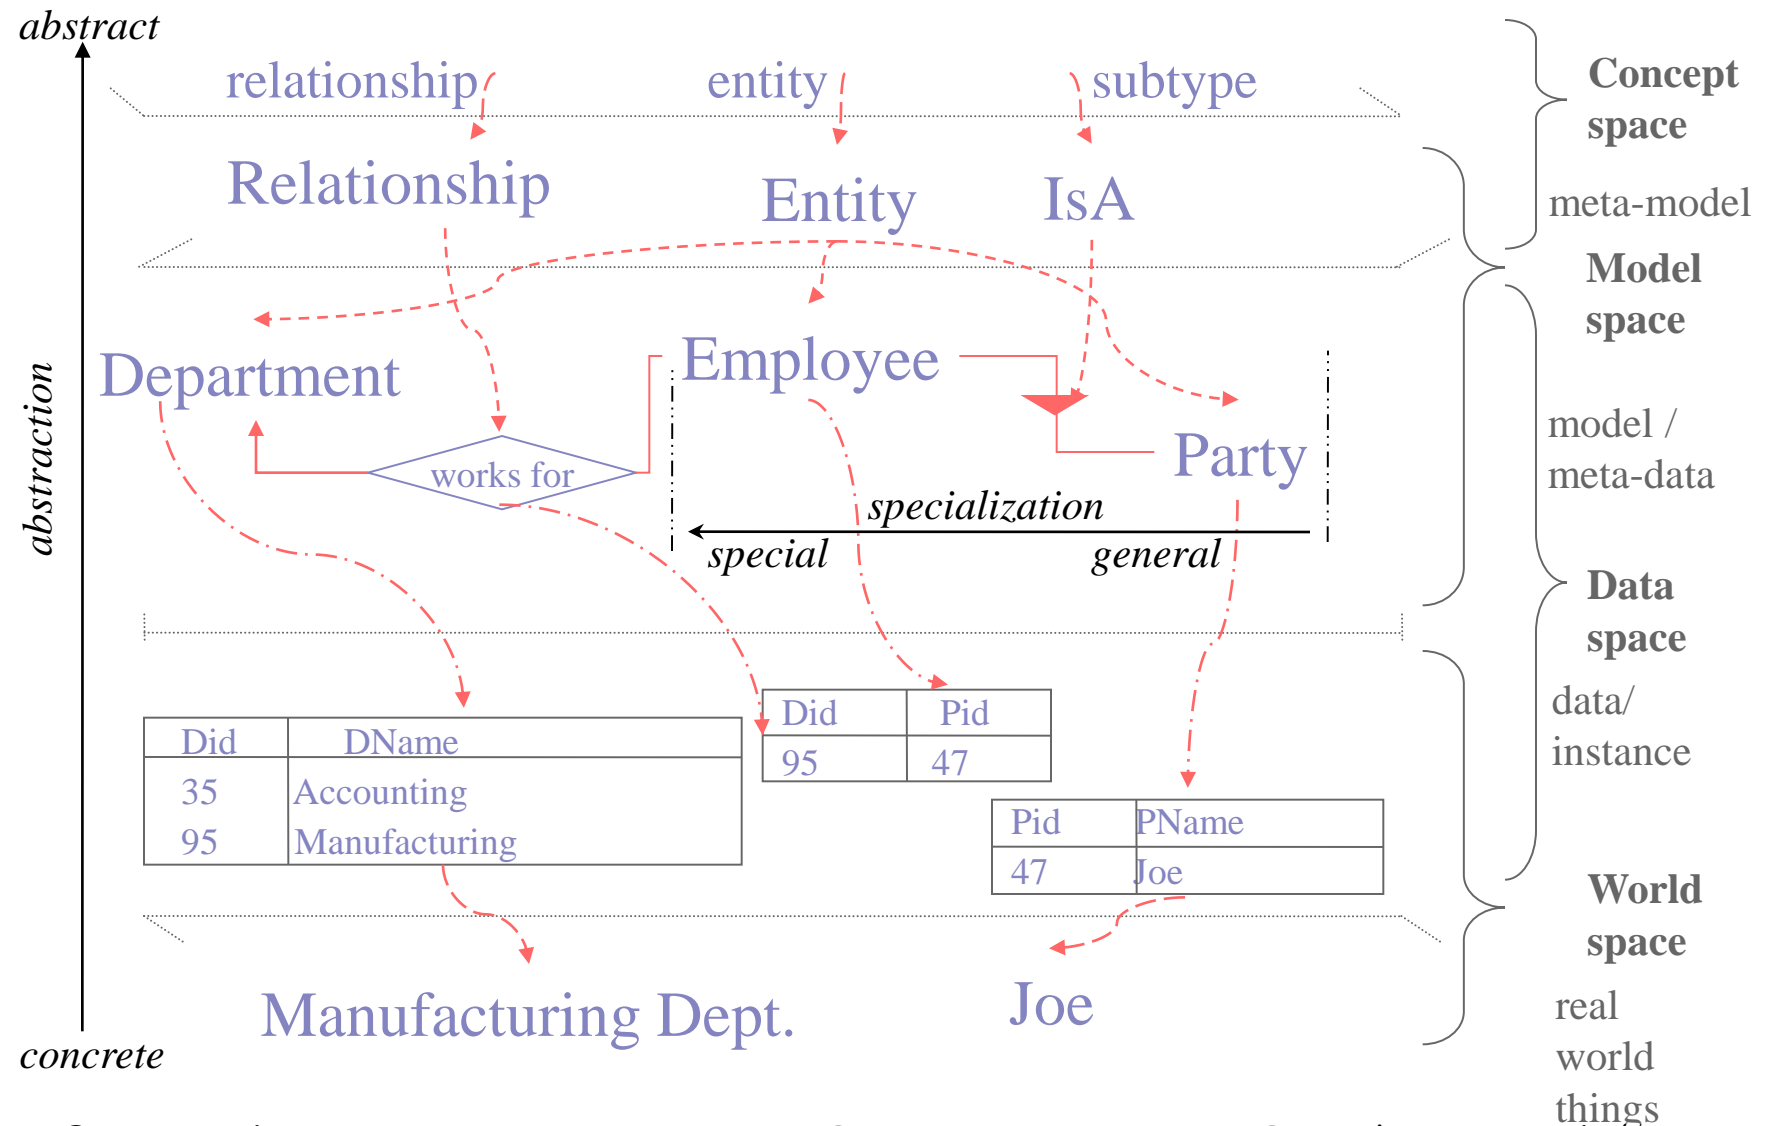 abstract
relationship entity subtype
Concept
space
Relationship Entity IsA
meta-model
Model
space
Department Employee
abstraction
works for
Party
model /
meta-data
specialization
special general
Data
space
data/
instance
Did Pid
95 47
Did DName
35 Accounting
95 Manufacturing
Pid PName
47 Joe
World
space
Manufacturing Dept. Joe
real
world
things
concrete